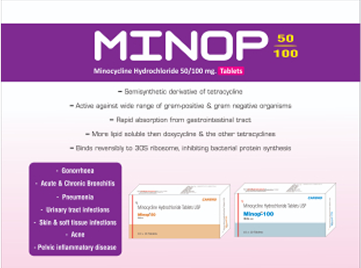 MINOP 50/100
Minocycline Hydrochloride 50/100 mg. Tablets
– Semisynthetic derivative of tetracycline
– Active against wide range of gram-positive & gram negative organisms
– Rapid absorption from gastrointestinal tract
– More lipid soluble then doxycycline & the other tetracyclines
– Binds reversibly to 30S ribosome, inhibiting bacterial protein synthesis
- Gonorrhoea
- Acute & Chronic Bronchitis
- Pneumonia
- Urinary tract infections
- Skin & soft tissue infections
- Acne
- Pelvic inflammatory disease
Minocycline Hydrochloride Tablets USP
Minop-50
Minocycline Hydrochloride Tablets USP
Minop-100